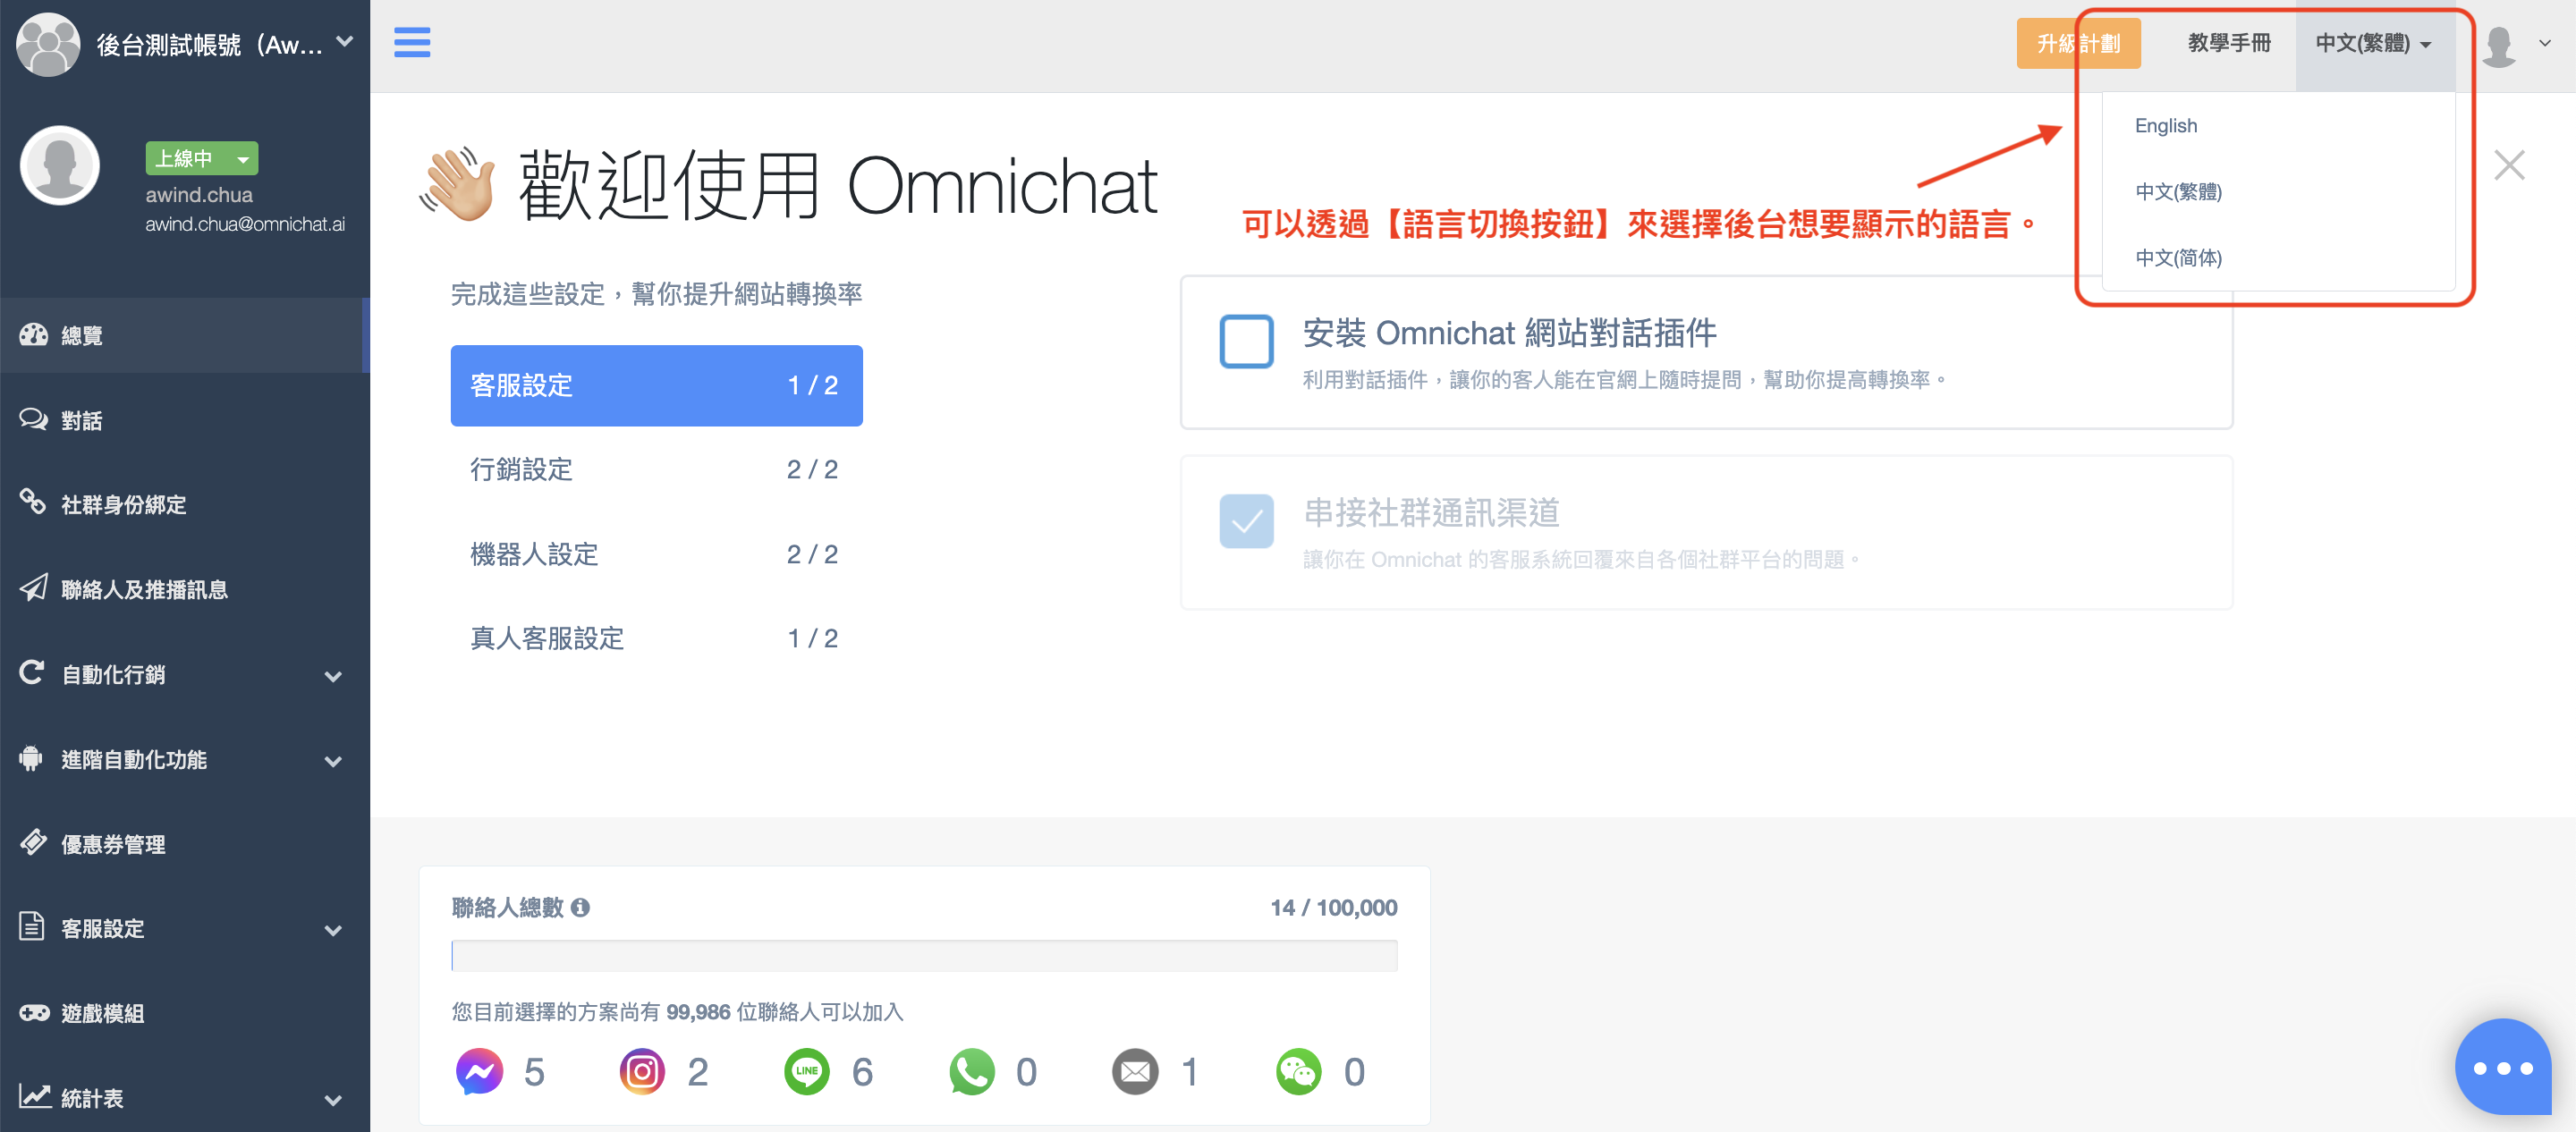 後台測試帳號（Aw...
上線中
awind.chua
awind.chua@omnichat.ai
總覽
對話
社群身份綁定
聯絡人及推播訊息
自動化行銷
進階自動化功能
優惠券管理
客服設定
遊戲模組
統計表
升級計劃
教學手冊
中文(繁體)
English
中文(繁體)
中文(简体)
歡迎使用 Omnichat
可以透過【語言切換按鈕】來選擇後台想要顯示的語言。
完成這些設定，幫你提升網站轉換率
客服設定 1 / 2
行銷設定 2 / 2
機器人設定 2 / 2
真人客服設定 1 / 2
安裝 Omnichat 網站對話插件
利用對話插件，讓你的客人能在官網上隨時提問，幫助你提高轉換率。
串接社群通訊渠道
讓你在 Omnichat 的客服系統回覆來自各個社群平台的問題。
聯絡人總數 14 / 100,000
您目前選擇的方案尚有 99,986 位聯絡人可以加入
5 2 LINE 6 0 1 0